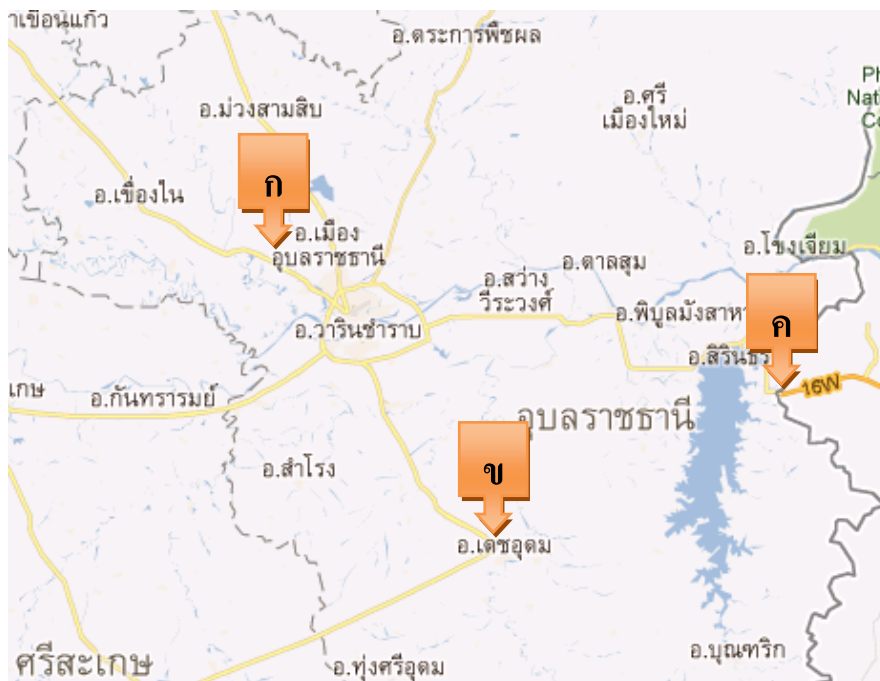 าเขื่อนแก้ว
อ.ตระการพืชผล
อ.ม่วงสามสิบ
อ.ศรี
เมืองใหม่
Ph
Nat
Co
ก
อ.เขื่องใน
อ.เมือง
อุบลราชธานี
อ.โขงเจียม
อ.ตาลสุม
อ.สว่าง
วีระวงศ์
อ.พิบูลมังสาหา
ค
อ.วารินชำราบ
อ.สิรินธร
เกษ
อ.กันทรารมย์
16W
อุบลราชธานี
อ.สำโรง
ข
อ.เดชอุดม
ศรีสะเกษ
อ.ทุ่งศรีอุดม
อ.บุณฑริก